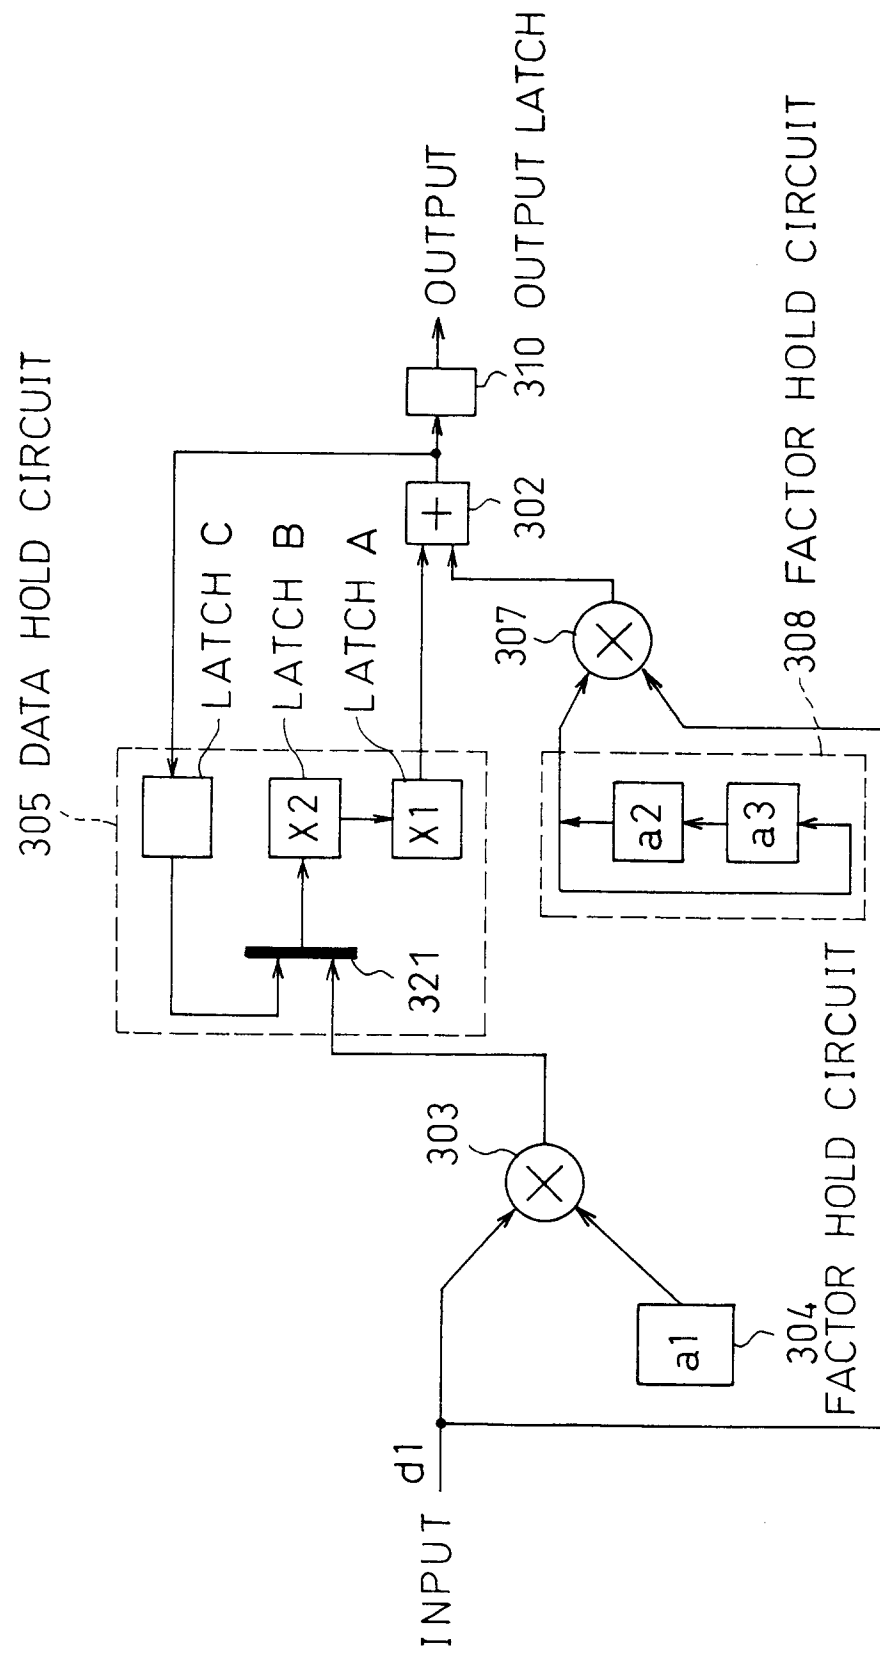 305 DATA HOLD CIRCUIT
LATCH C
LATCH B
LATCH A
X2
X1
321
302
+
OUTPUT
310 OUTPUT LATCH
307
×
308 FACTOR HOLD CIRCUIT
a2
a3
303
×
INPUT d1
a1
304
FACTOR HOLD CIRCUIT